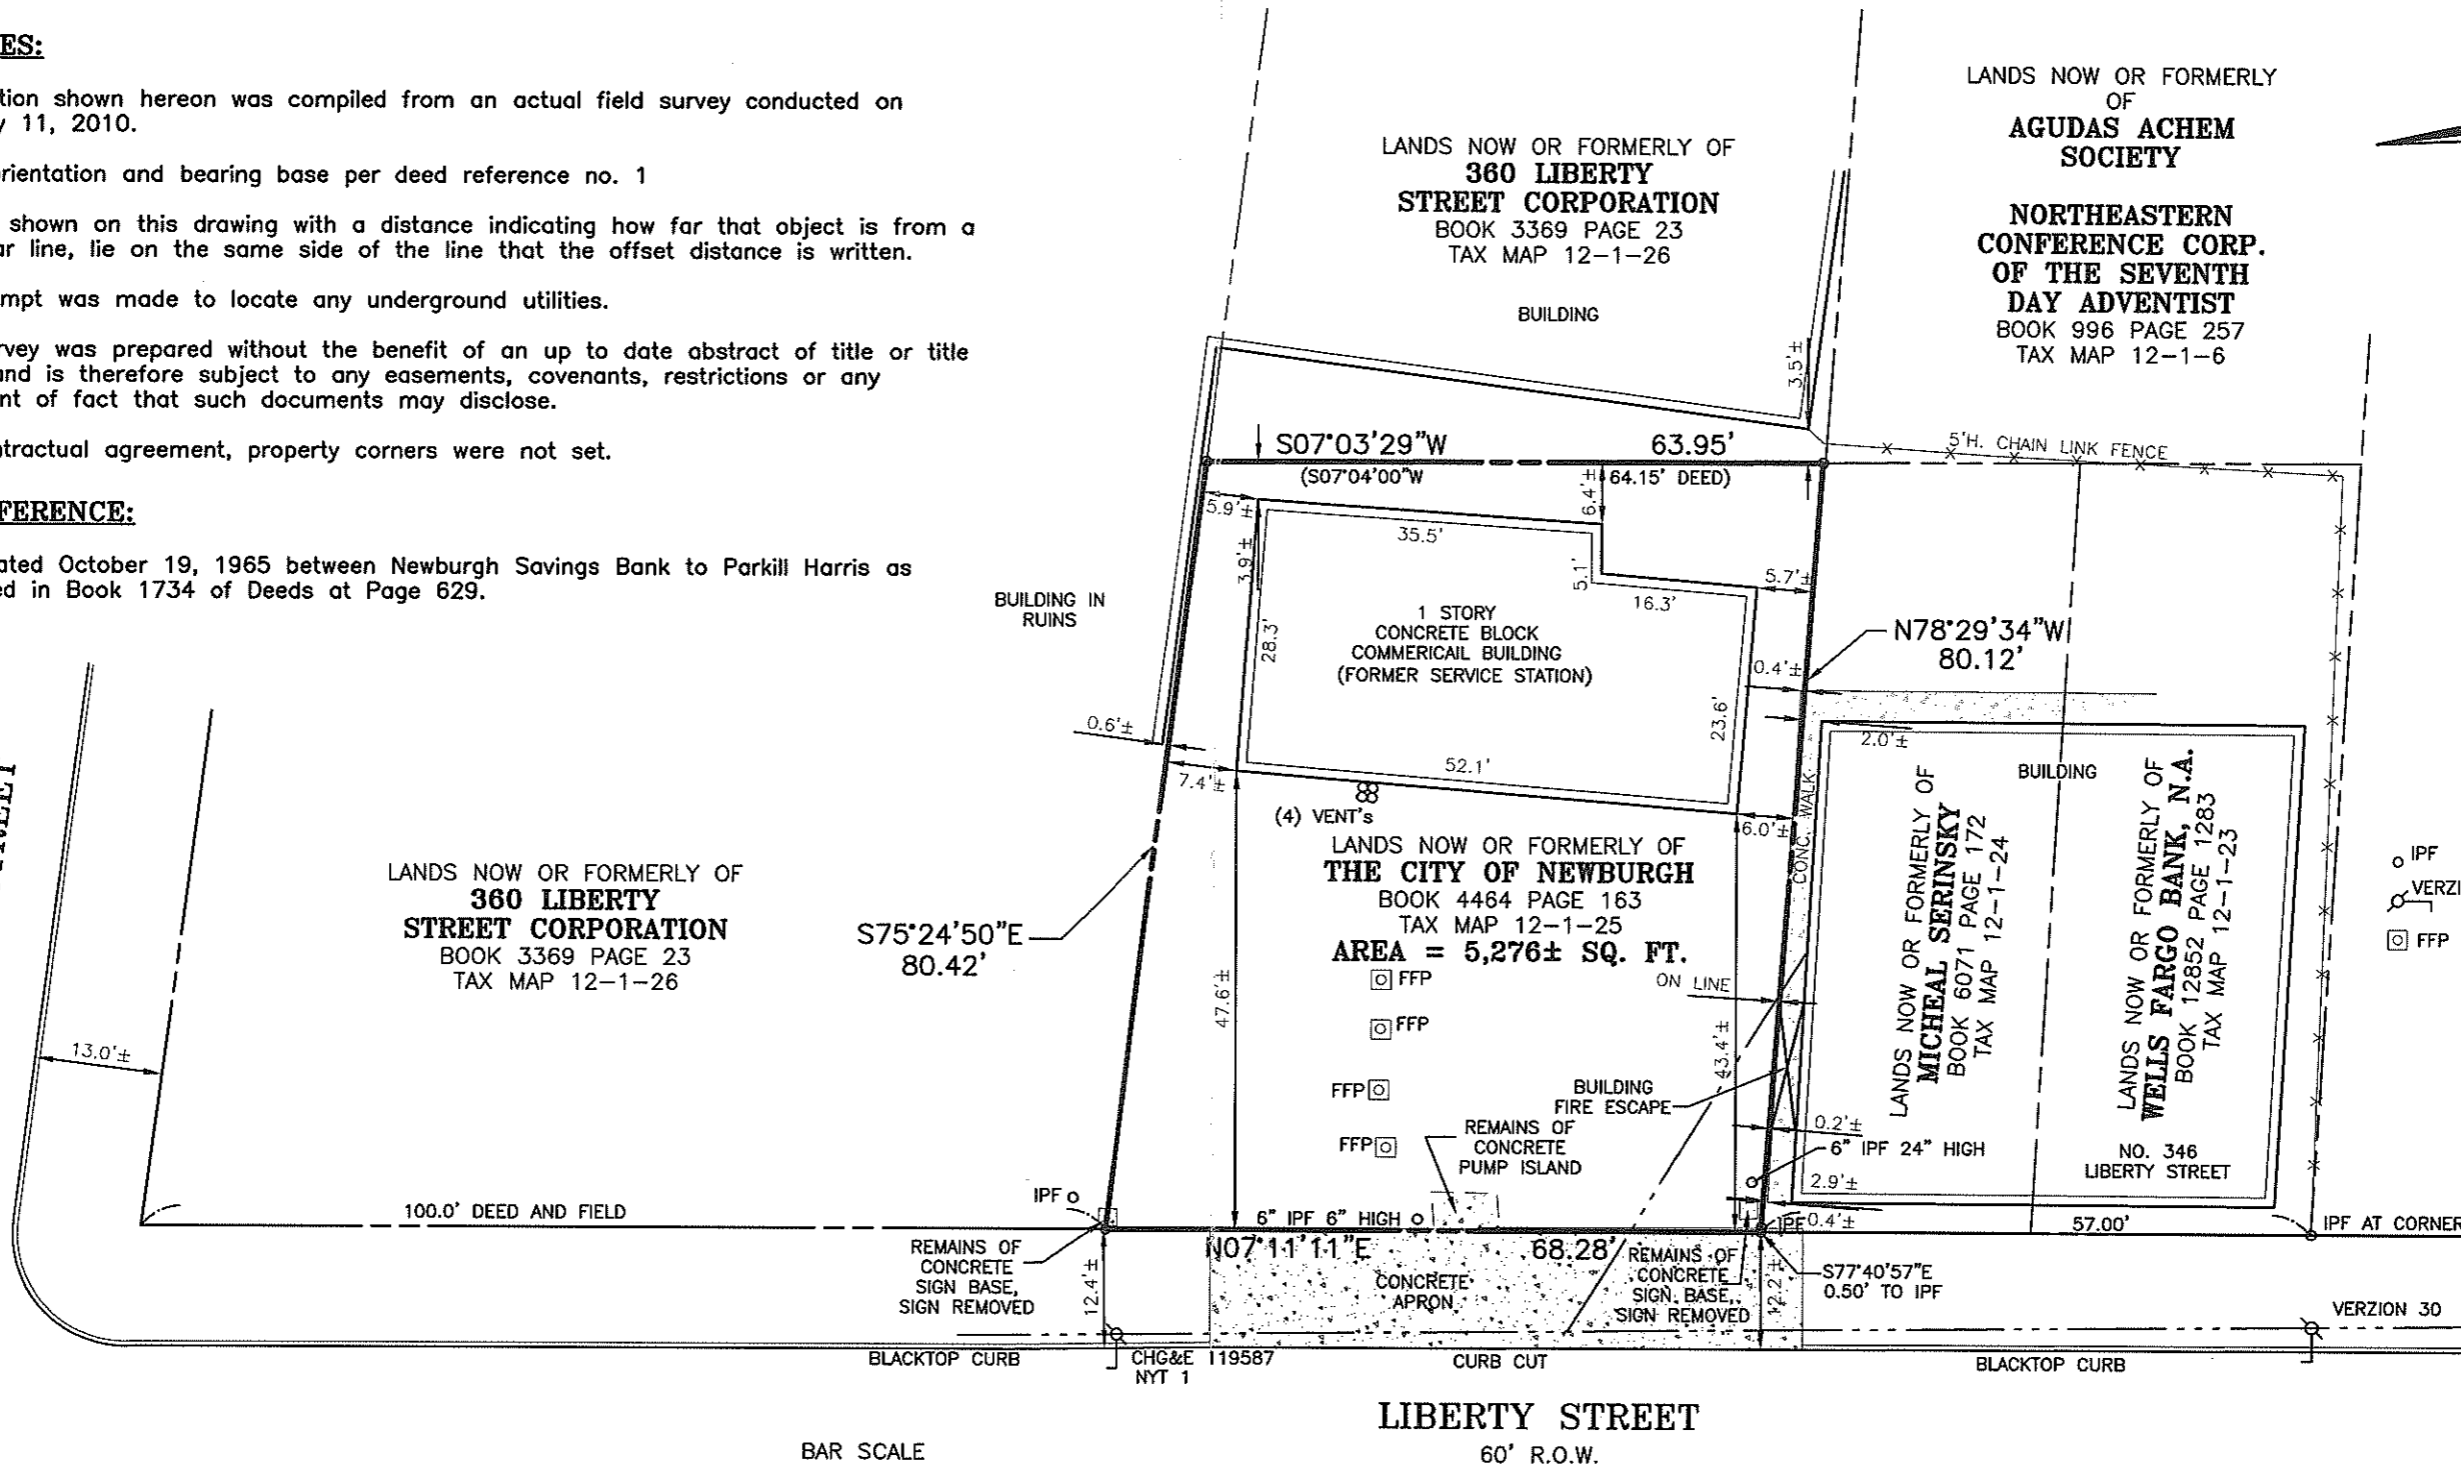 ES:
tion shown hereon was compiled from an actual field survey conducted on
y 11, 2010.
rientation and bearing base per deed reference no. 1
shown on this drawing with a distance indicating how far that object is from a
ar line, lie on the same side of the line that the offset distance is written.
mpt was made to locate any underground utilities.
rvey was prepared without the benefit of an up to date abstract of title or title
and is therefore subject to any easements, covenants, restrictions or any
nt of fact that such documents may disclose.
ntractual agreement, property corners were not set.
FERENCE:
ated October 19, 1965 between Newburgh Savings Bank to Parkill Harris as
ed in Book 1734 of Deeds at Page 629.
LANDS NOW OR FORMERLY OF
360 LIBERTY
STREET CORPORATION
BOOK 3369 PAGE 23
TAX MAP 12-1-26
BUILDING
3.5'±
LANDS NOW OR FORMERLY
OF
AGUDAS ACHEM
SOCIETY
NORTHEASTERN
CONFERENCE CORP.
OF THE SEVENTH
DAY ADVENTIST
BOOK 996 PAGE 257
TAX MAP 12-1-6
5'H. CHAIN LINK FENCE
S07°03'29"W 63.95'
(S07°04'00"W 64.15' DEED)
6.4'±
5.9'±
3.9'±
35.5'
5.1'
16.3'
5.7'±
28.3'
1 STORY
CONCRETE BLOCK
COMMERICAIL BUILDING
(FORMER SERVICE STATION)
23.6'
52.1'
BUILDING IN
RUINS
0.6'±
7.4'±
(4) VENT's
6.0'±
N78°29'34"W
80.12'
0.4'±
2.0'±
CONC. WALK
BUILDING
LANDS NOW OR FORMERLY OF
MICHEAL SERINSKY
BOOK 6071 PAGE 172
TAX MAP 12-1-24
LANDS NOW OR FORMERLY OF
WELLS FARGO BANK, N.A.
BOOK 12852 PAGE 1283
TAX MAP 12-1-23
NO. 346
LIBERTY STREET
IPF
VERZI
FFP
LANDS NOW OR FORMERLY OF
360 LIBERTY
STREET CORPORATION
BOOK 3369 PAGE 23
TAX MAP 12-1-26
S75°24'50"E
80.42'
LANDS NOW OR FORMERLY OF
THE CITY OF NEWBURGH
BOOK 4464 PAGE 163
TAX MAP 12-1-25
AREA = 5,276± SQ. FT.
FFP
FFP
FFP
FFP
ON LINE
47.6'±
43.4'±
BUILDING
FIRE ESCAPE
REMAINS OF
CONCRETE
PUMP ISLAND
0.2'±
6" IPF 24" HIGH
2.9'±
0.4'±
IPF
13.0'±
IPF
100.0' DEED AND FIELD
6" IPF 6" HIGH
57.00'
IPF AT CORNER
N07°11'11"E 68.28'
REMAINS OF
CONCRETE
SIGN BASE,
SIGN REMOVED
12.4'±
CONCRETE
APRON
REMAINS OF
CONCRETE
SIGN BASE,
SIGN REMOVED
12.2'±
S77°40'57"E
0.50' TO IPF
VERZION 30
BLACKTOP CURB
CHG&E 119587
NYT 1
CURB CUT
BLACKTOP CURB
LIBERTY STREET
60' R.O.W.
BAR SCALE